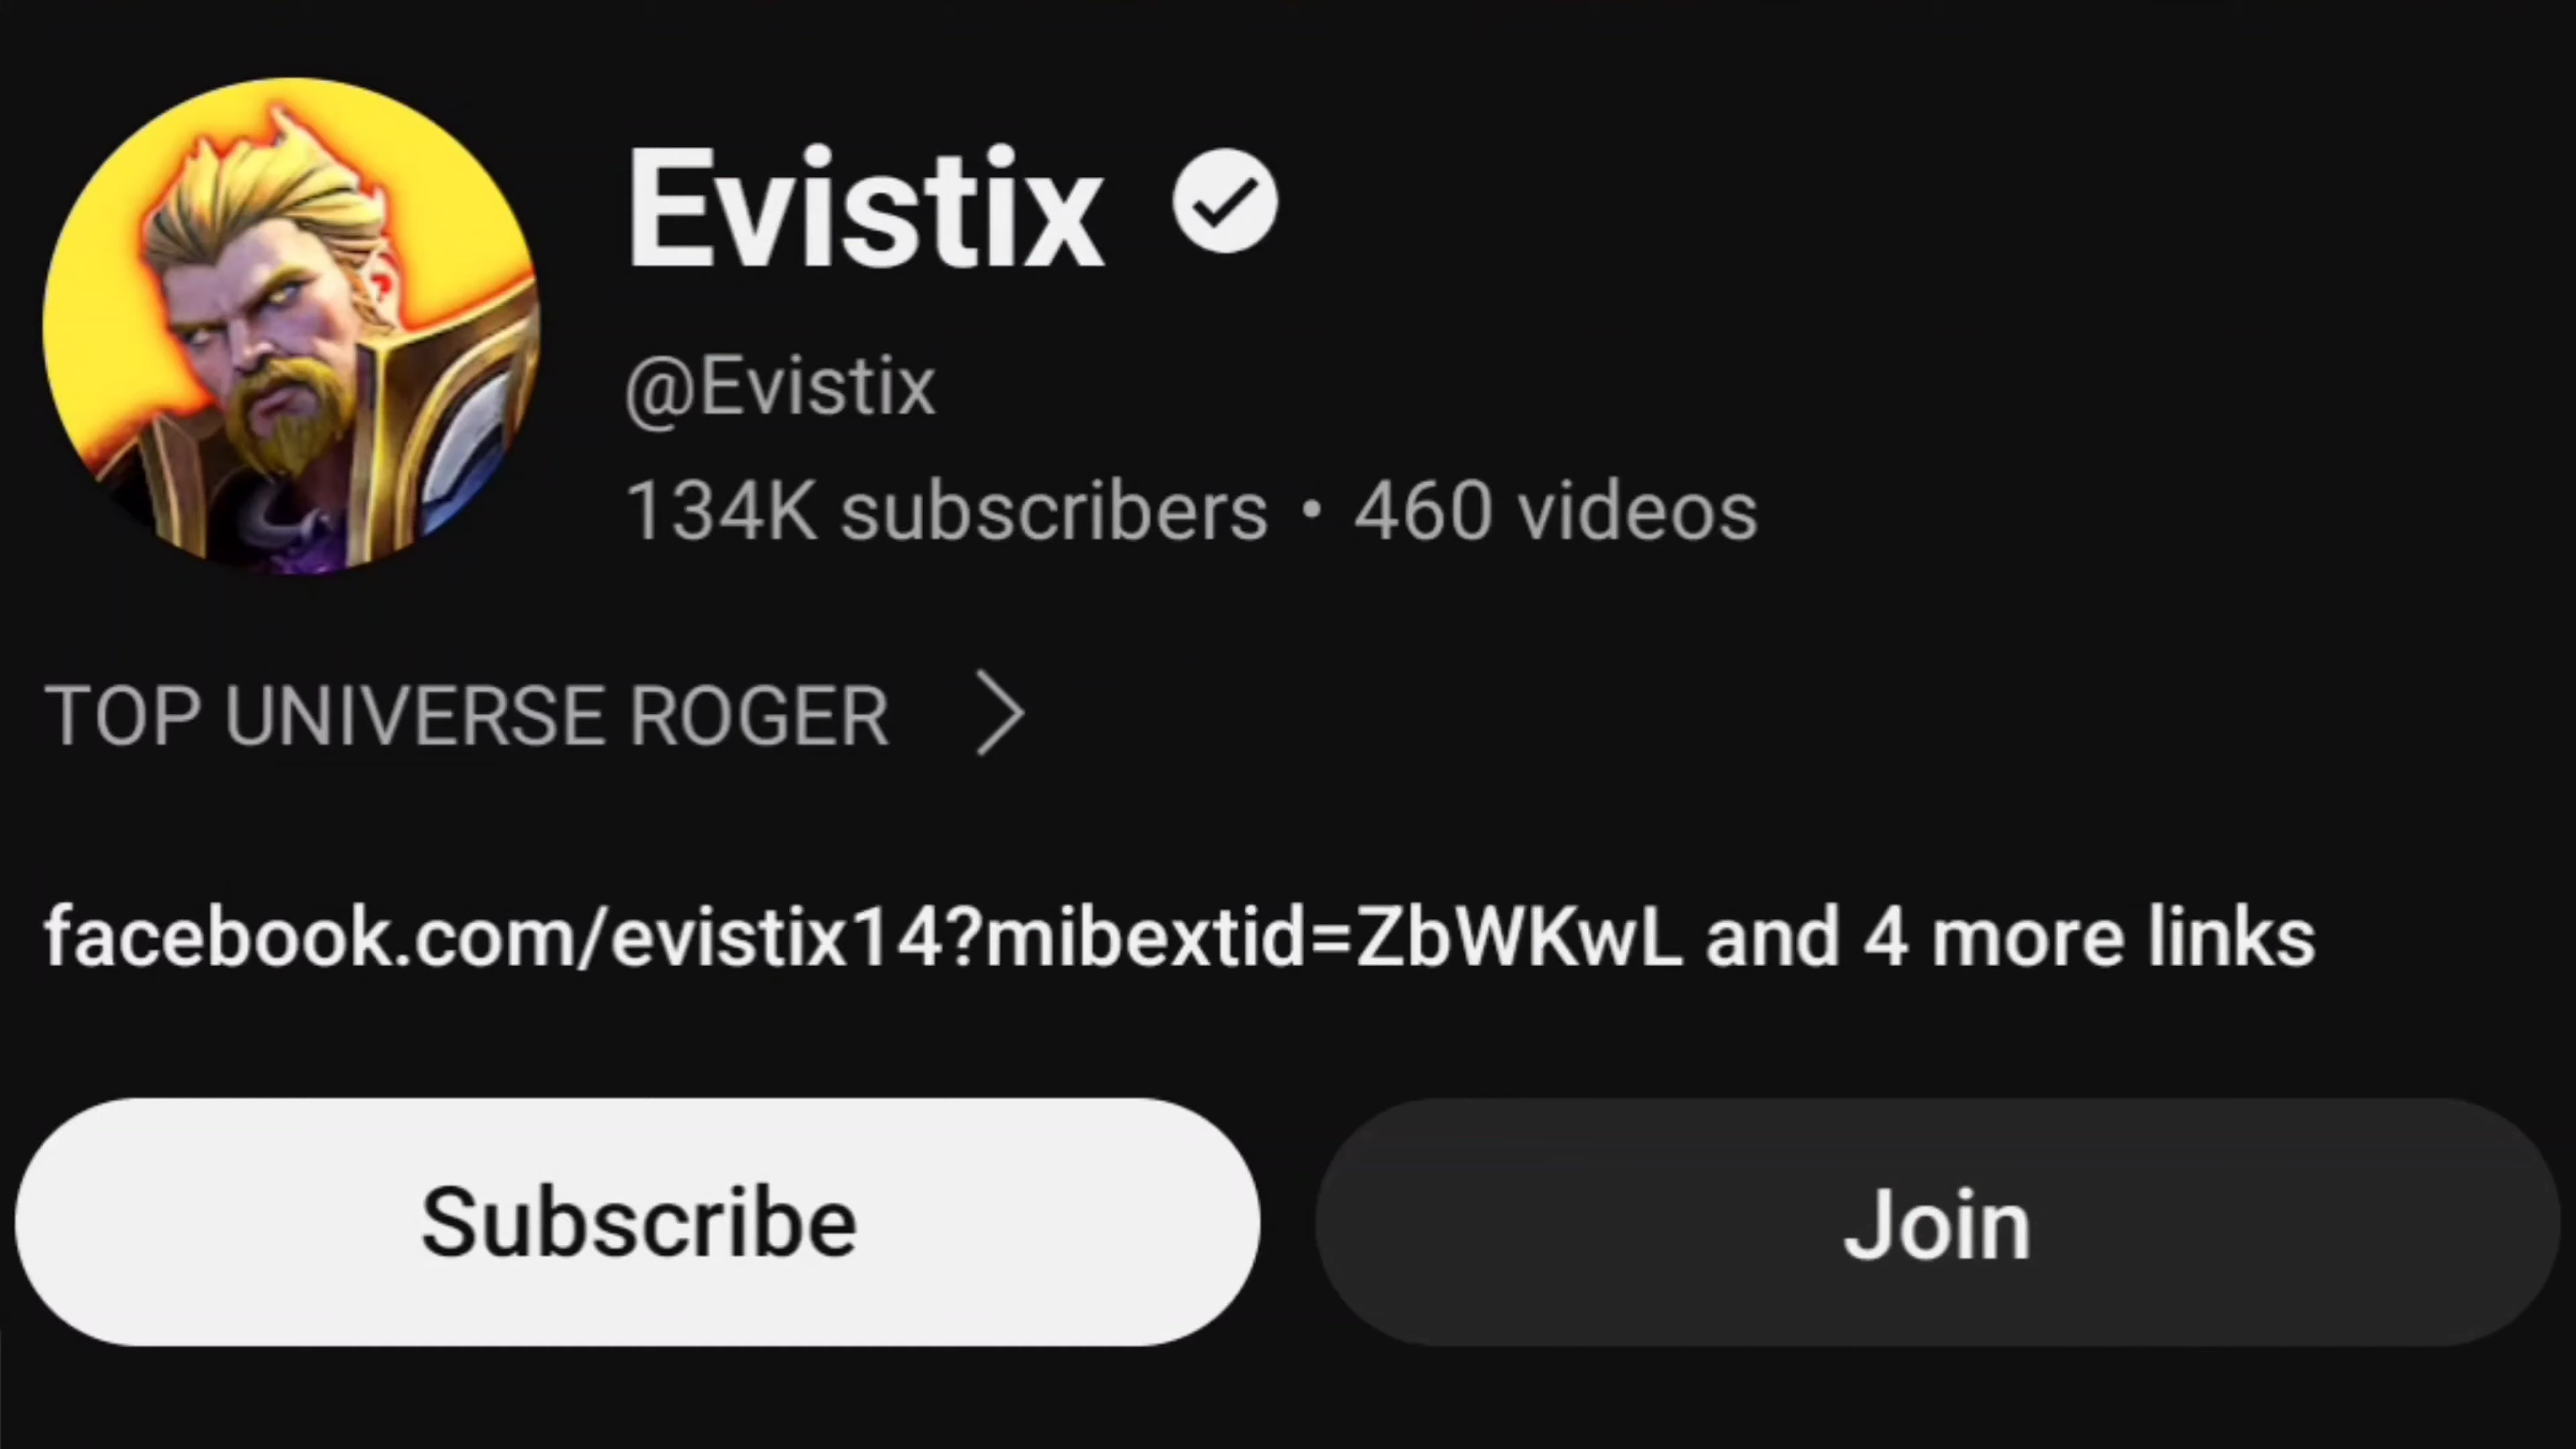 Evistix
@Evistix
134K subscribers • 460 videos
TOP UNIVERSE ROGER
facebook.com/evistix14?mibextid=ZbWKwL and 4 more links
Subscribe
Join